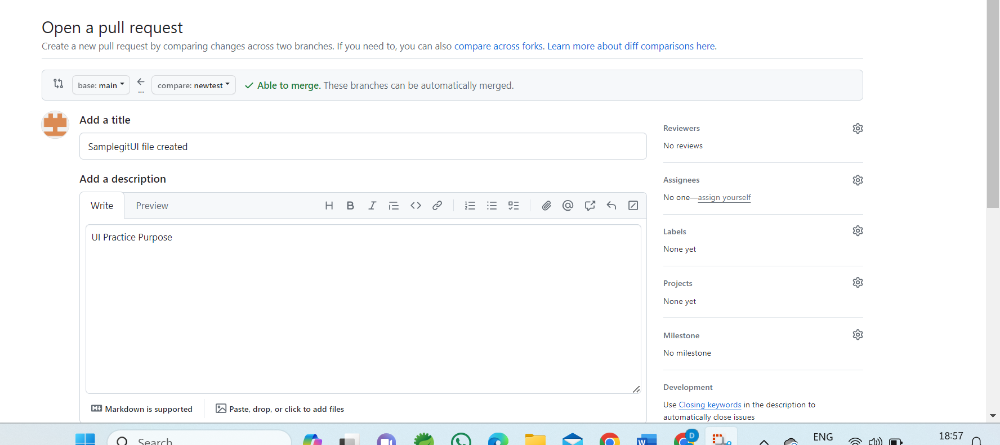 Open a pull request
Create a new pull request by comparing changes across two branches. If you need to, you can also compare across forks. Learn more about diff comparisons here.
base: main
compare: newtest
Able to merge. These branches can be automatically merged.
Add a title
SamplegitUI file created
Add a description
Write
Preview
UI Practice Purpose
Markdown is supported
Paste, drop, or click to add files
Reviewers
No reviews
Assignees
No one—assign yourself
Labels
None yet
Projects
None yet
Milestone
No milestone
Development
Use Closing keywords in the description to
automatically close issues
Search
W
D
ENG
18:57